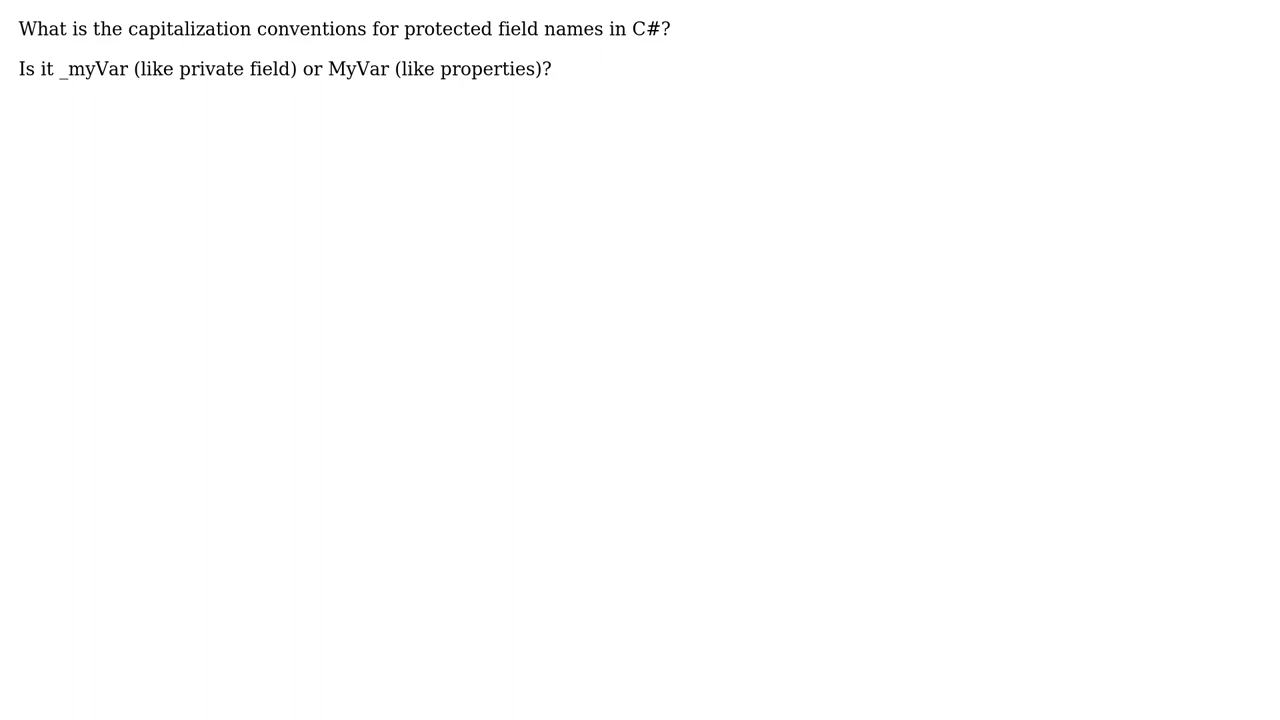 What is the capitalization conventions for protected field names in C#?
Is it _myVar (like private field) or MyVar (like properties)?